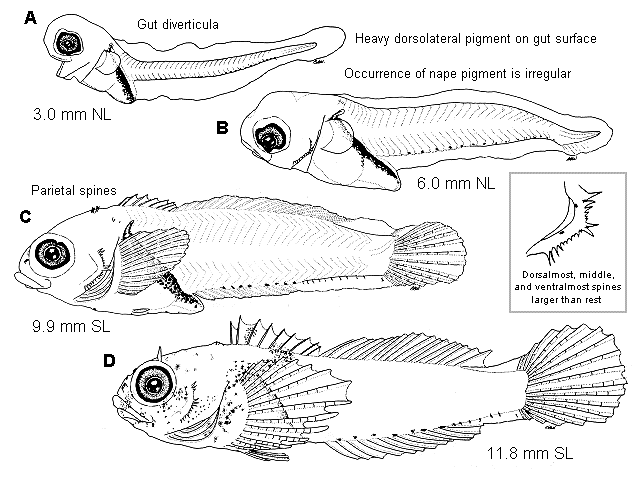 A
Gut diverticula
Heavy dorsolateral pigment on gut surface
Occurrence of nape pigment is irregular
3.0 mm NL
B
6.0 mm NL
Parietal spines
C
9.9 mm SL
Dorsalmost, middle,
and ventralmost spines
larger than rest
D
11.8 mm SL